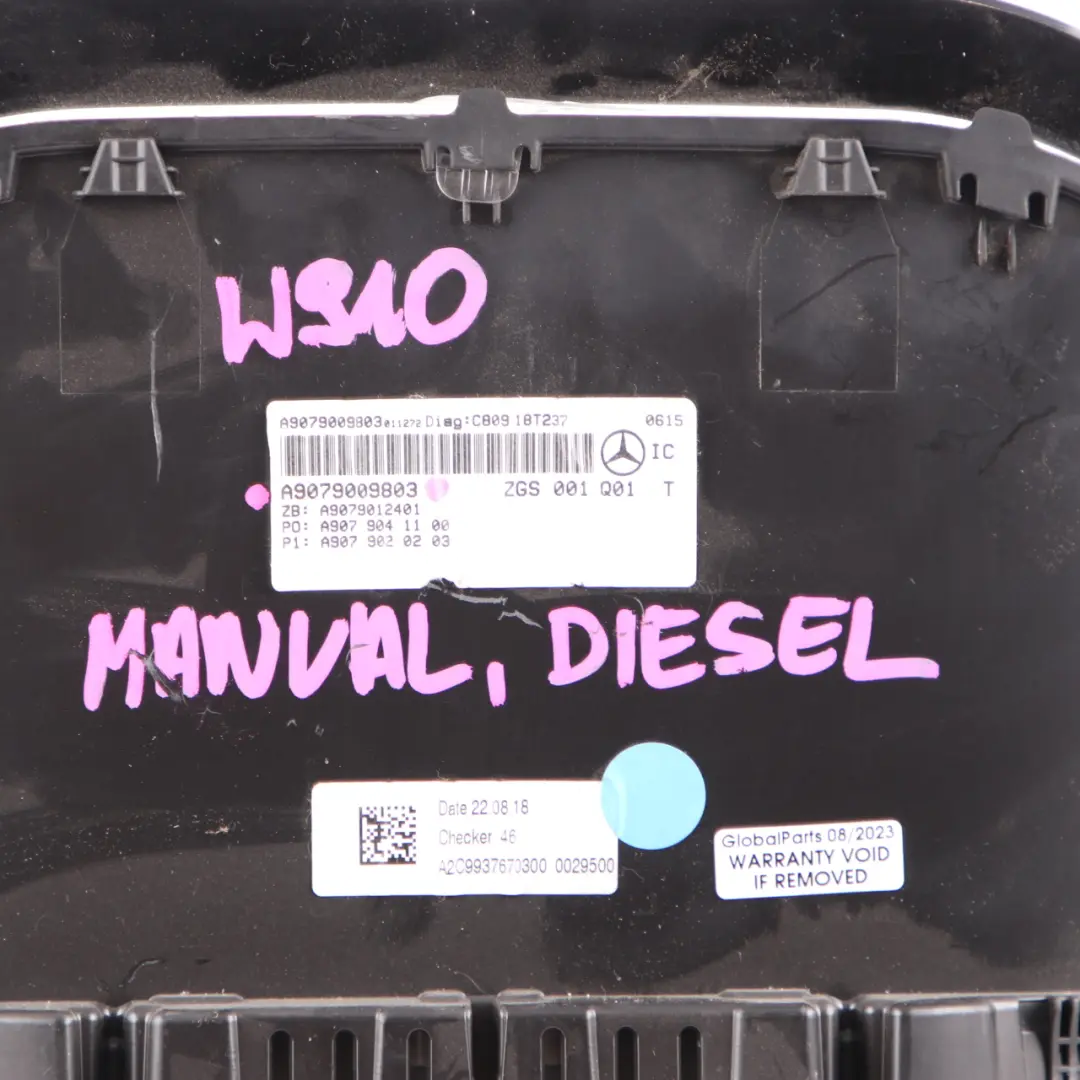 W910
A9079009803 011272 Diag:C809 18T237 0615
IC
A9079009803 ZGS 001 Q01 T
ZB: A9079012401
P0: A907 904 11 00
P1: A907 902 02 03
MANUAL, DIESEL
Date 22.08.18
Checker 46
A2C9937670300 0029500
GlobalParts 08/2023
WARRANTY VOID
IF REMOVED